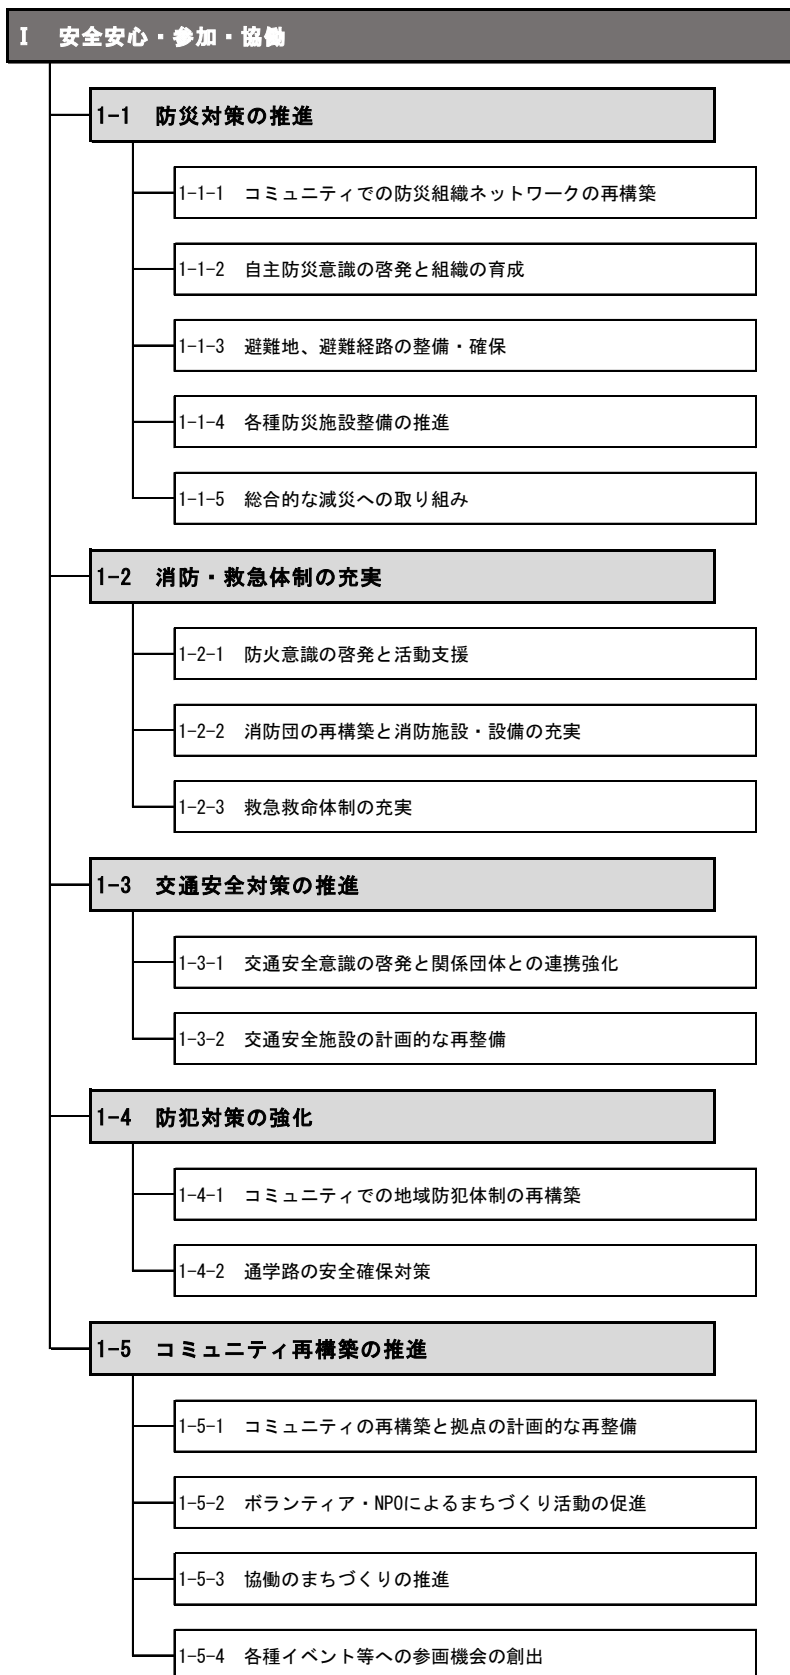 Ⅰ　安全安心・参加・協働
1-1　防災対策の推進
1-1-1　コミュニティでの防災組織ネットワークの再構築
1-1-2　自主防災意識の啓発と組織の育成
1-1-3　避難地、避難経路の整備・確保
1-1-4　各種防災施設整備の推進
1-1-5　総合的な減災への取り組み
1-2　消防・救急体制の充実
1-2-1　防火意識の啓発と活動支援
1-2-2　消防団の再構築と消防施設・設備の充実
1-2-3　救急救命体制の充実
1-3　交通安全対策の推進
1-3-1　交通安全意識の啓発と関係団体との連携強化
1-3-2　交通安全施設の計画的な再整備
1-4　防犯対策の強化
1-4-1　コミュニティでの地域防犯体制の再構築
1-4-2　通学路の安全確保対策
1-5　コミュニティ再構築の推進
1-5-1　コミュニティの再構築と拠点の計画的な再整備
1-5-2　ボランティア・NPOによるまちづくり活動の促進
1-5-3　協働のまちづくりの推進
1-5-4　各種イベント等への参画機会の創出